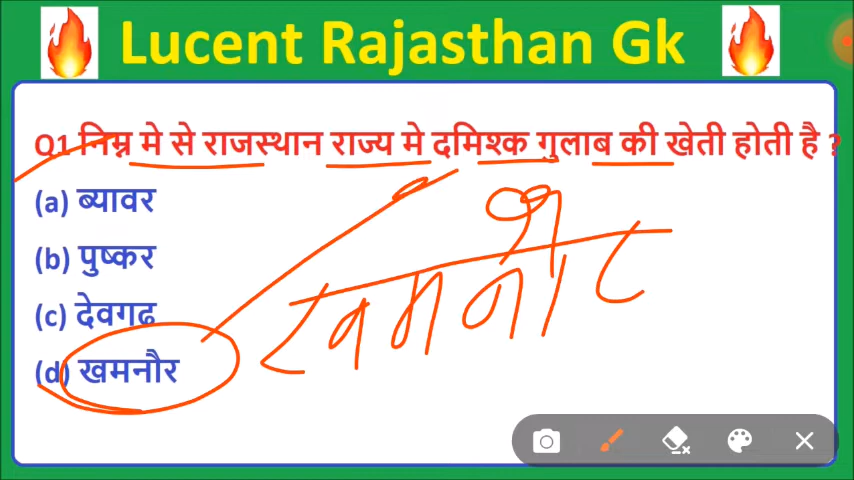 Lucent Rajasthan Gk
Q1 निम्न मे से राजस्थान राज्य मे दमिश्क गुलाब की खेती होती है ?
(a) ब्यावर
(b) पुष्कर
(c) देवगढ
(d) खमनौर
खमनौर